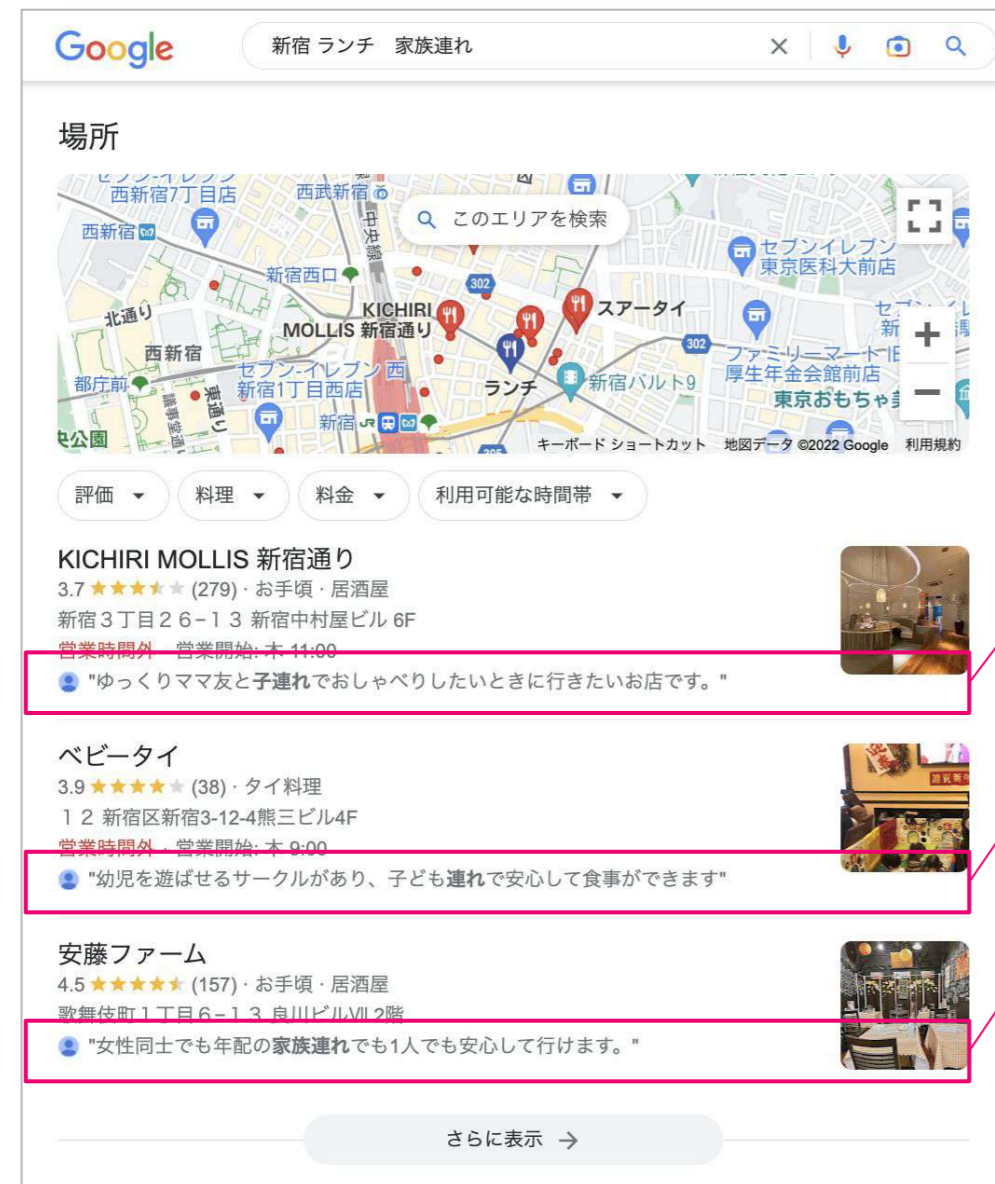 Google
新宿 ランチ　家族連れ
場所
セブン-イレブン
西新宿7丁目店
西武新宿
このエリアを検索
西新宿
中央線
セブンイレブン
東京医科大前店
新宿西口
302
KICHIRI
MOLLIS 新宿通り
スアータイ
北通り
西新宿
302
ファミリーマート
厚生年金会館前店
都庁前
セブン-イレブン 西
新宿1丁目西店
ランチ
新宿バルト9
東通り
議事堂通り
東京おもちゃ
新宿 JR
キーボード ショートカット
地図データ ©2022 Google
利用規約
評価
料理
料金
利用可能な時間帯
KICHIRI MOLLIS 新宿通り
3.7 ★★★★★ (279) · お手頃 · 居酒屋
新宿３丁目２６−１３ 新宿中村屋ビル 6F
営業時間外 · 営業開始: 木 11:00
"ゆっくりママ友と子連れでおしゃべりしたいときに行きたいお店です。"
ベビータイ
3.9 ★★★★★ (38) · タイ料理
１２ 新宿区新宿3-12-4熊三ビル4F
営業時間外 · 営業開始: 木 9:00
"幼児を遊ばせるサークルがあり、子ども連れで安心して食事ができます"
安藤ファーム
4.5 ★★★★★ (157) · お手頃 · 居酒屋
歌舞伎町１丁目６−１３ 良川ビルⅦ 2階
"女性同士でも年配の家族連れでも1人でも安心して行けます。"
さらに表示 →